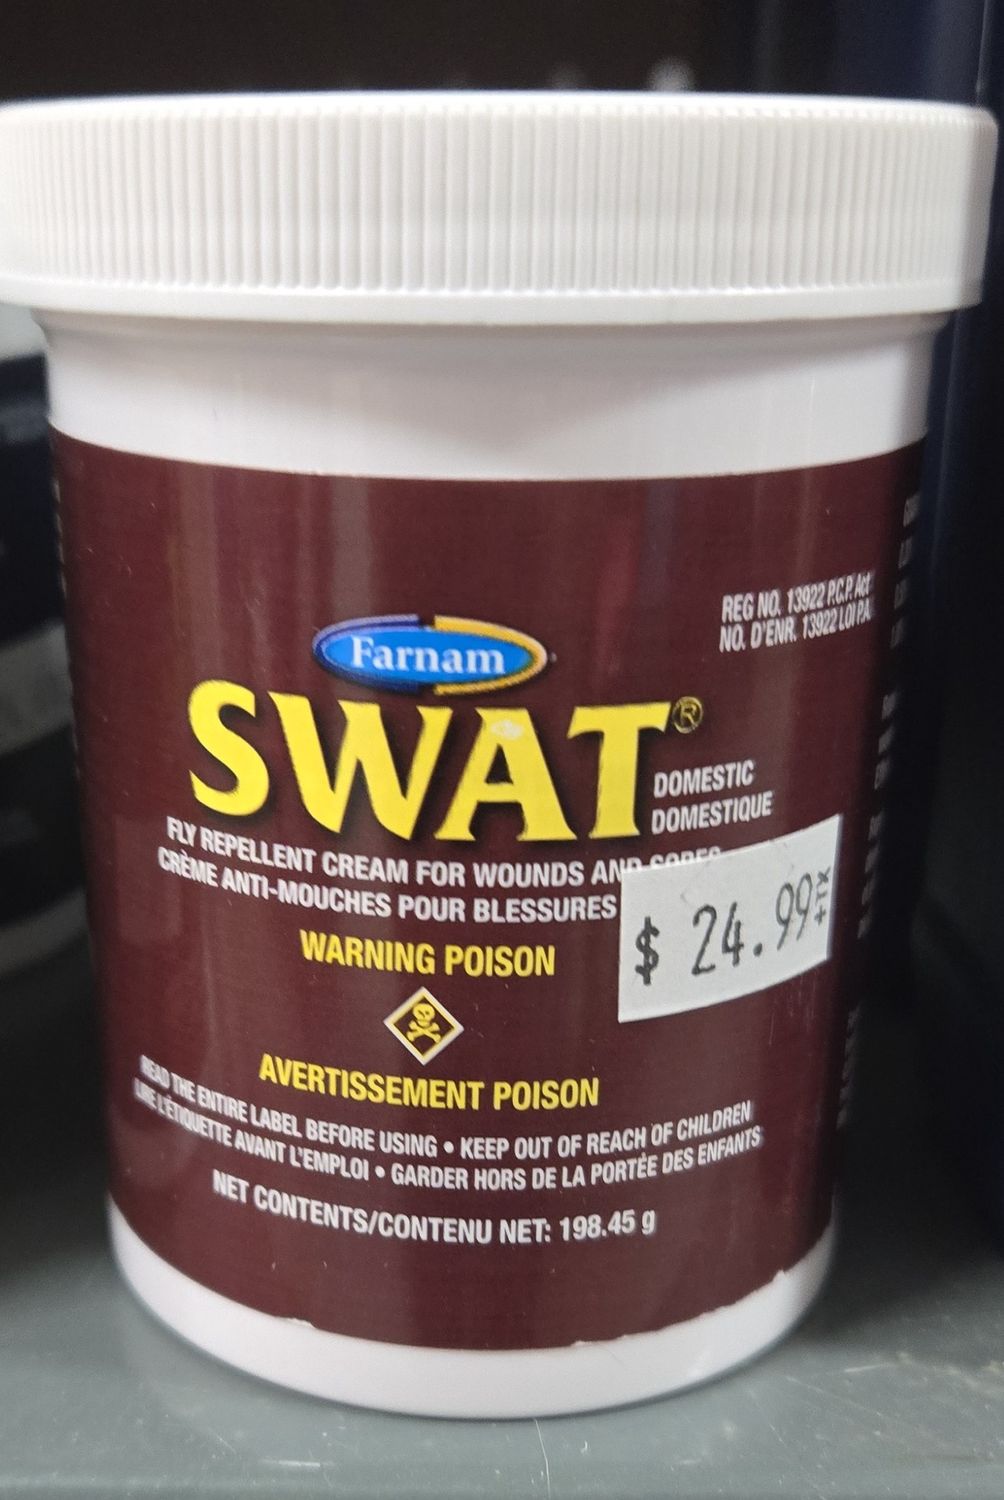 Farnam
REG NO. 13922 P.C.P. Act
NO. D'ENR. 13922 LOI P.A.
SWAT®
DOMESTIC
DOMESTIQUE
FLY REPELLENT CREAM FOR WOUNDS AND SORES
CRÈME ANTI-MOUCHES POUR BLESSURES
$ 24.99
WARNING POISON
AVERTISSEMENT POISON
READ THE ENTIRE LABEL BEFORE USING • KEEP OUT OF REACH OF CHILDREN
LIRE L'ÉTIQUETTE AVANT L'EMPLOI • GARDER HORS DE LA PORTÉE DES ENFANTS
NET CONTENTS/CONTENU NET: 198.45 g